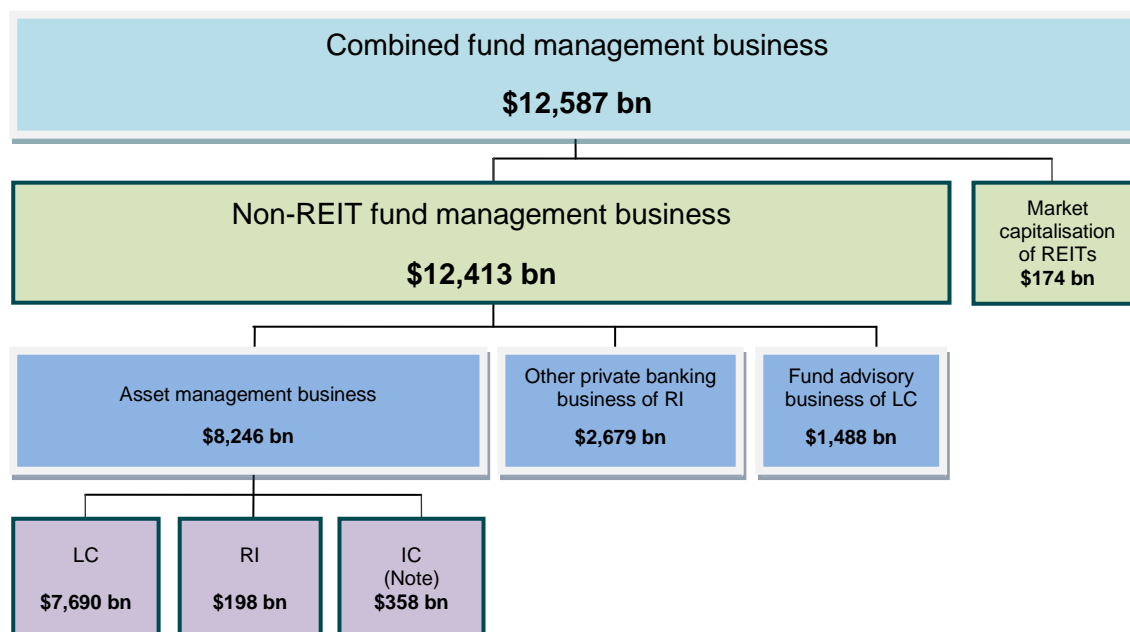 Combined fund management business
$12,587 bn
Non-REIT fund management business
$12,413 bn
Market
capitalisation
of REITs
$174 bn
Asset management business
$8,246 bn
Other private banking
business of RI
$2,679 bn
Fund advisory
business of LC
$1,488 bn
LC
$7,690 bn
RI
$198 bn
IC
(Note)
$358 bn